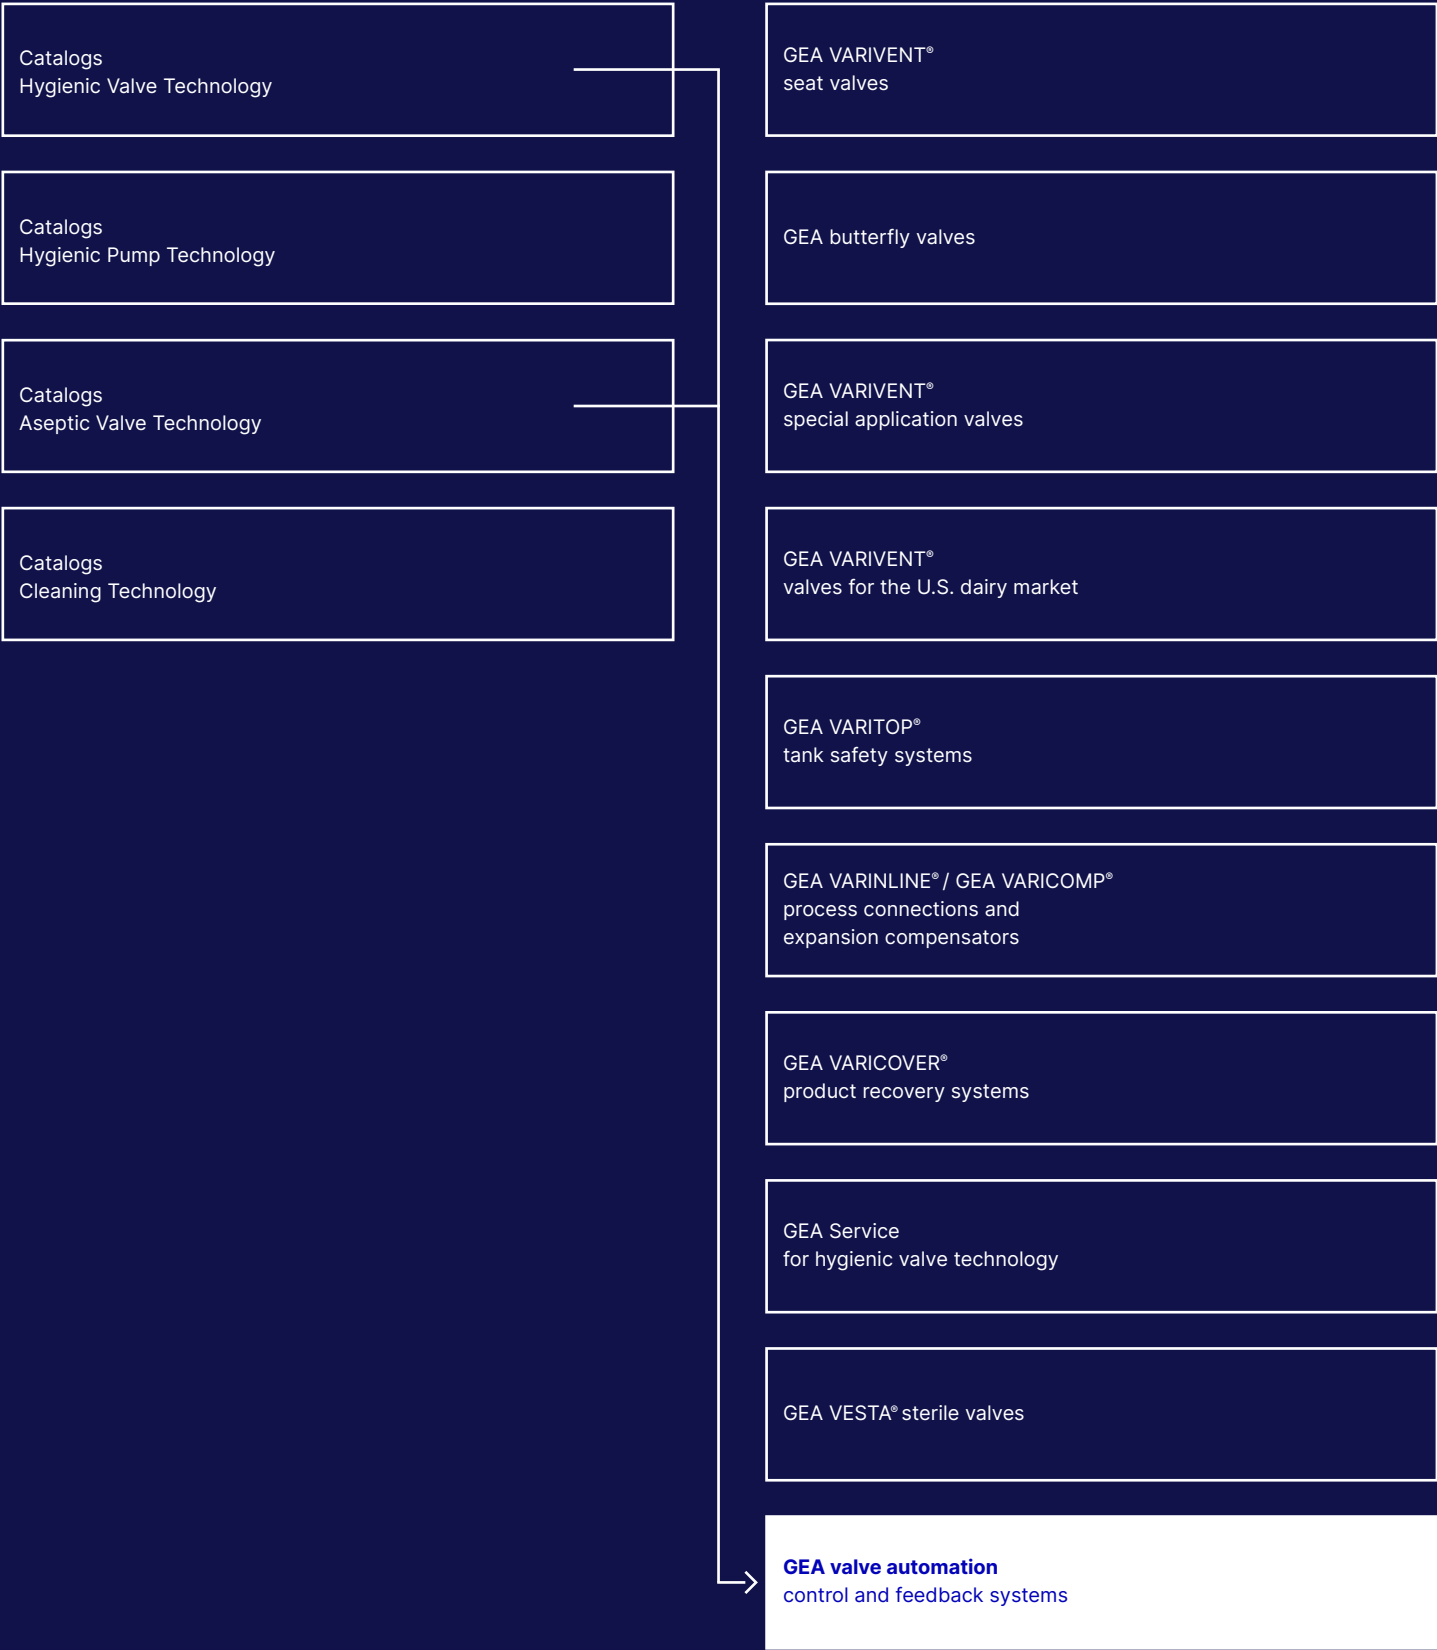 Catalogs
Hygienic Valve Technology
Catalogs
Hygienic Pump Technology
Catalogs
Aseptic Valve Technology
Catalogs
Cleaning Technology
GEA VARIVENT®
seat valves
GEA butterfly valves
GEA VARIVENT®
special application valves
GEA VARIVENT®
valves for the U.S. dairy market
GEA VARITOP®
tank safety systems
GEA VARINLINE® / GEA VARICOMP®
process connections and
expansion compensators
GEA VARICOVER®
product recovery systems
GEA Service
for hygienic valve technology
GEA VESTA® sterile valves
GEA valve automation
control and feedback systems